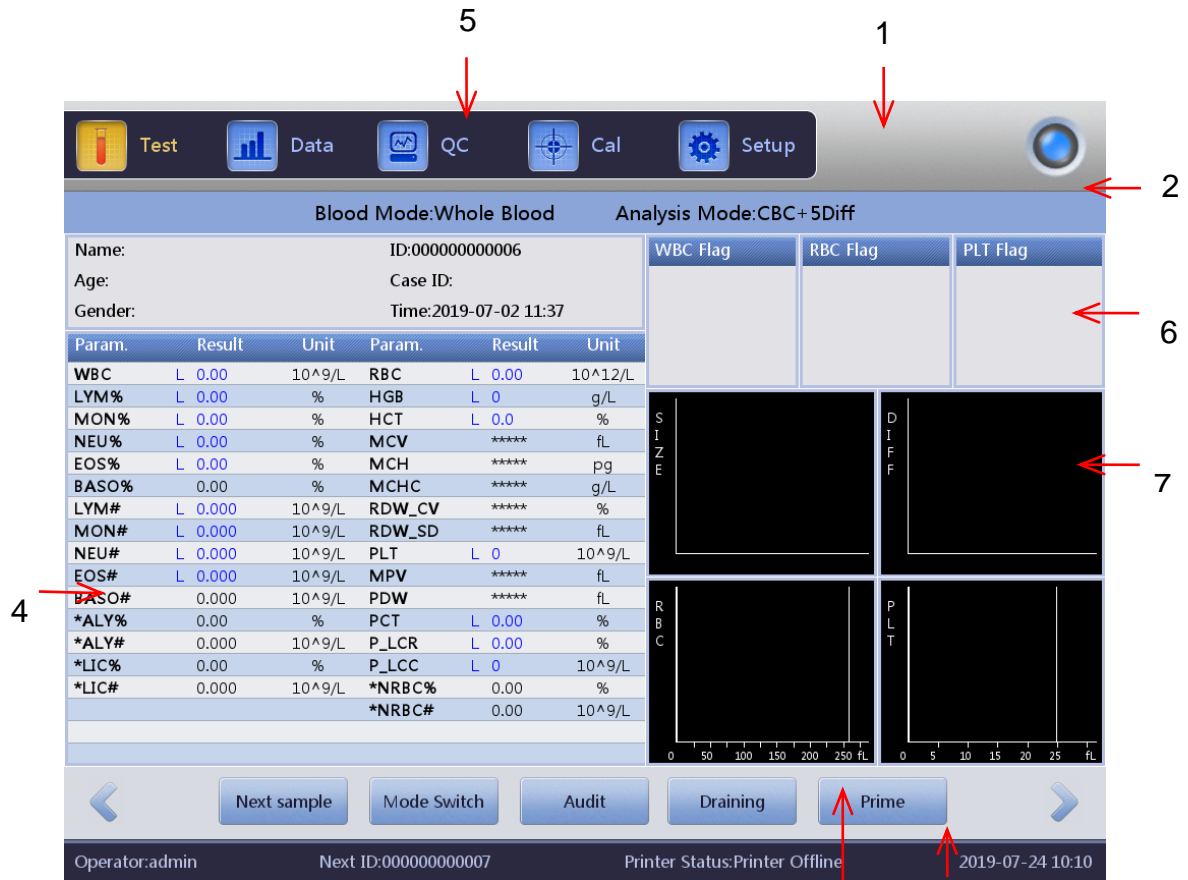 5
1
Test Data QC Cal Setup
2
Blood Mode:Whole Blood Analysis Mode:CBC+5Diff
Name: ID:000000000006
Age: Case ID:
Gender: Time:2019-07-02 11:37
WBC Flag RBC Flag PLT Flag
6
Param. Result Unit Param. Result Unit
WBC L 0.00 10^9/L RBC L 0.00 10^12/L
LYM% L 0.00 % HGB L 0 g/L
MON% L 0.00 % HCT L 0.0 %
NEU% L 0.00 % MCV ***** fL
EOS% L 0.00 % MCH ***** pg
BASO% 0.00 % MCHC ***** g/L
LYM# L 0.000 10^9/L RDW_CV ***** %
MON# L 0.000 10^9/L RDW_SD ***** fL
NEU# L 0.000 10^9/L PLT L 0 10^9/L
EOS# L 0.000 10^9/L MPV ***** fL
BASO# 0.000 10^9/L PDW ***** fL
*ALY% 0.00 % PCT L 0.00 %
*ALY# 0.000 10^9/L P_LCR L 0.00 %
*LIC% 0.00 % P_LCC L 0 10^9/L
*LIC# 0.000 10^9/L *NRBC% 0.00 %
*NRBC# 0.00 10^9/L
4
SIZE
DIFF
7
RBC
0 50 100 150 200 250 fL
PLT
0 5 10 15 20 25 fL
Next sample Mode Switch Audit Draining Prime
Operator:admin Next ID:000000000007 Printer Status:Printer Offline 2019-07-24 10:10